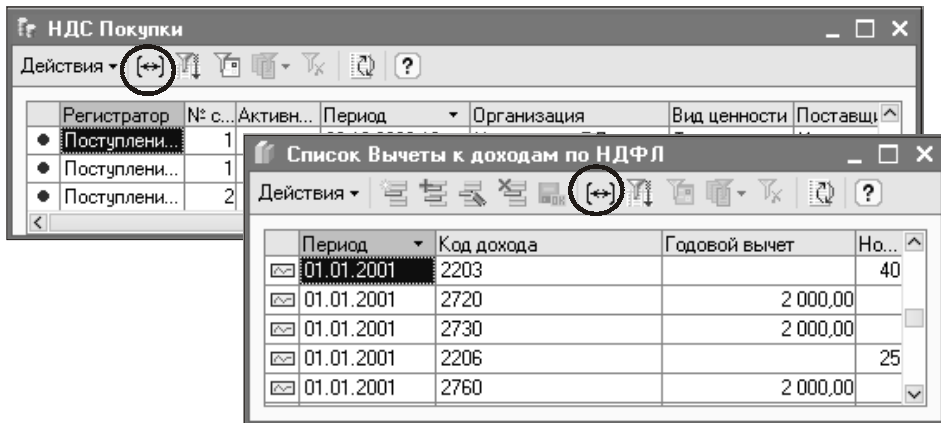 НДС Покупки
Действия
?
Регистратор № с... Активн... Период Организация Вид ценности Поставщи
Поступлени... 1
Поступлени... 1
Поступлени... 2
Список Вычеты к доходам по НДФЛ
Действия
?
Период Код дохода Годовой вычет Но...
01.01.2001 2203 40
01.01.2001 2720 2 000,00
01.01.2001 2730 2 000,00
01.01.2001 2206 25
01.01.2001 2760 2 000,00